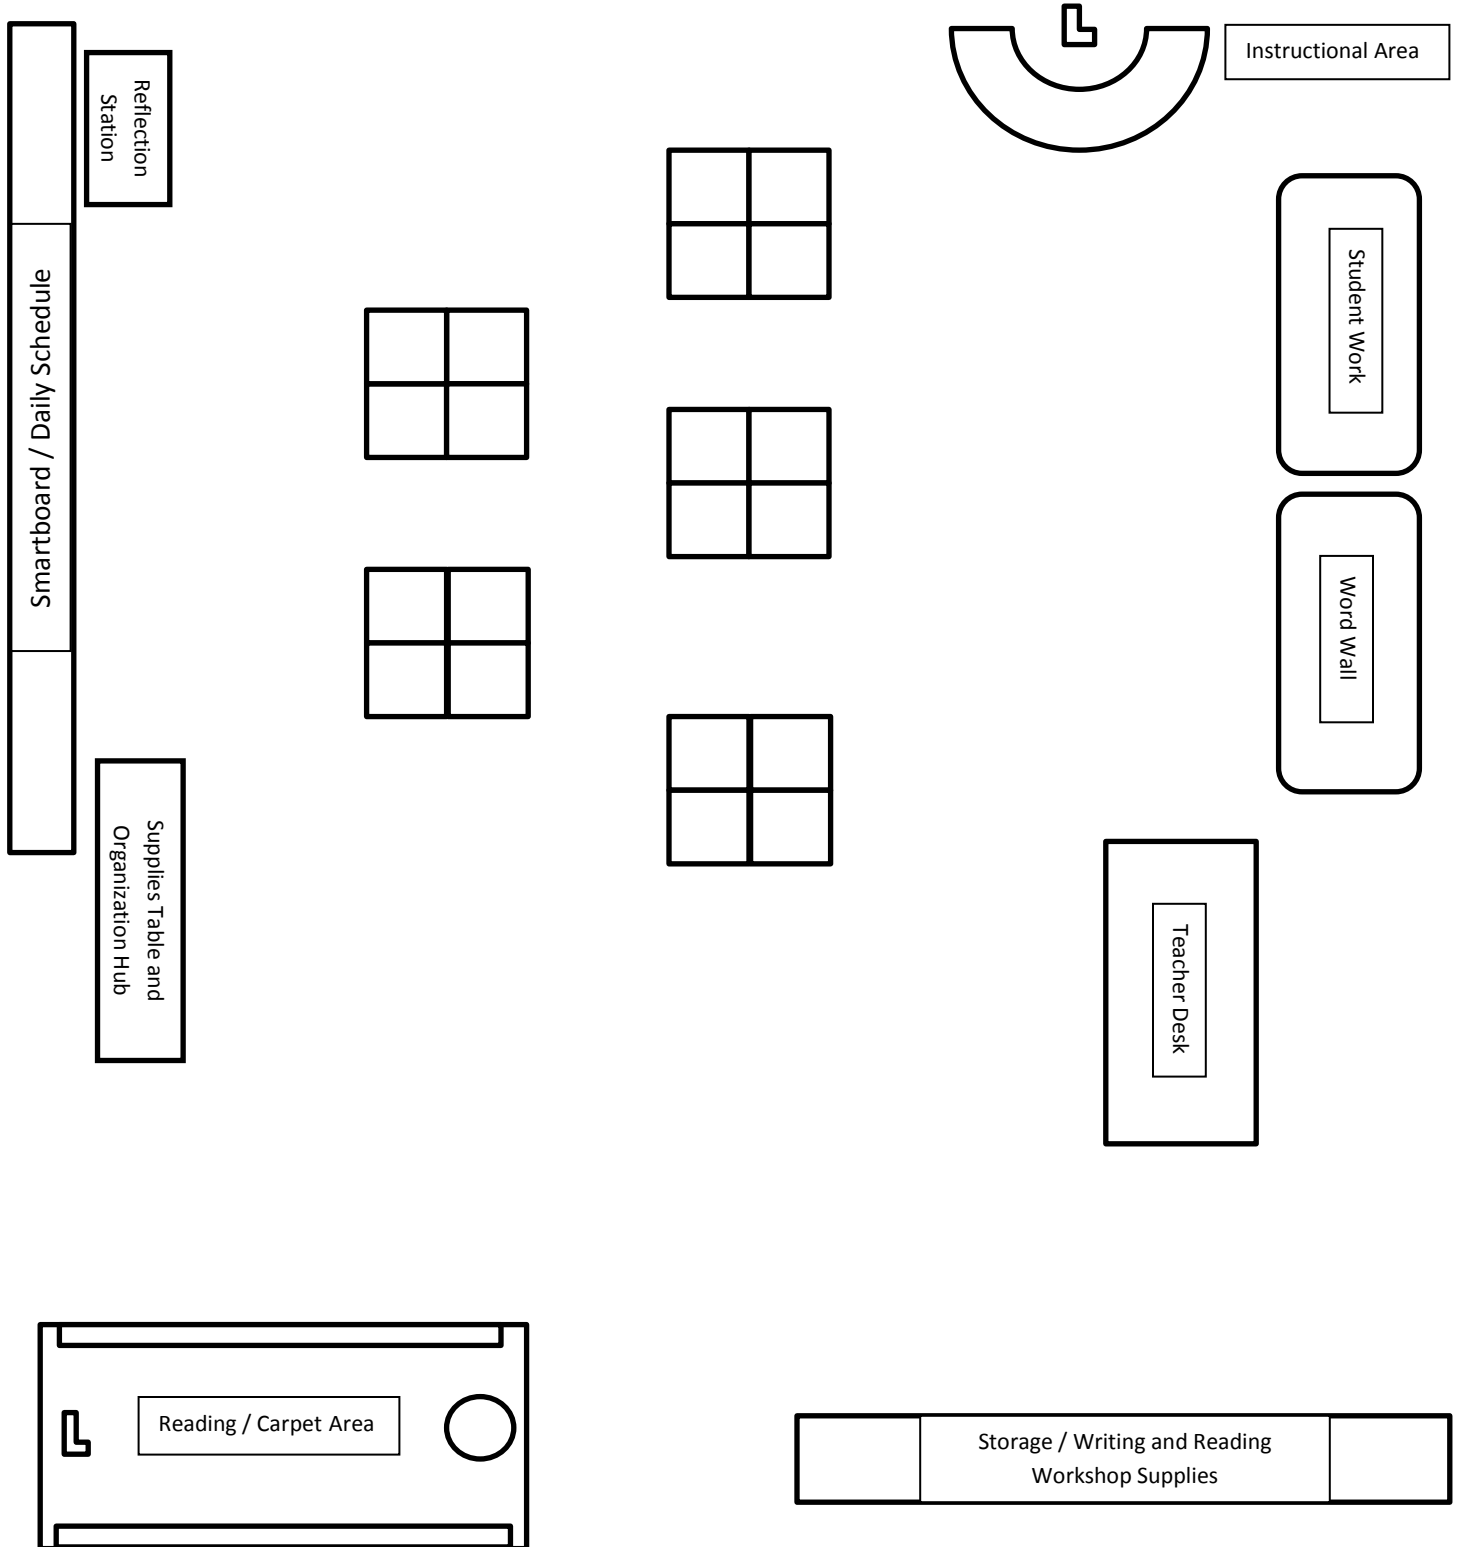 Instructional Area
Reflection
Station
Smartboard / Daily Schedule
Student Work
Word Wall
Supplies Table and
Organization Hub
Teacher Desk
Reading / Carpet Area
Storage / Writing and Reading
Workshop Supplies